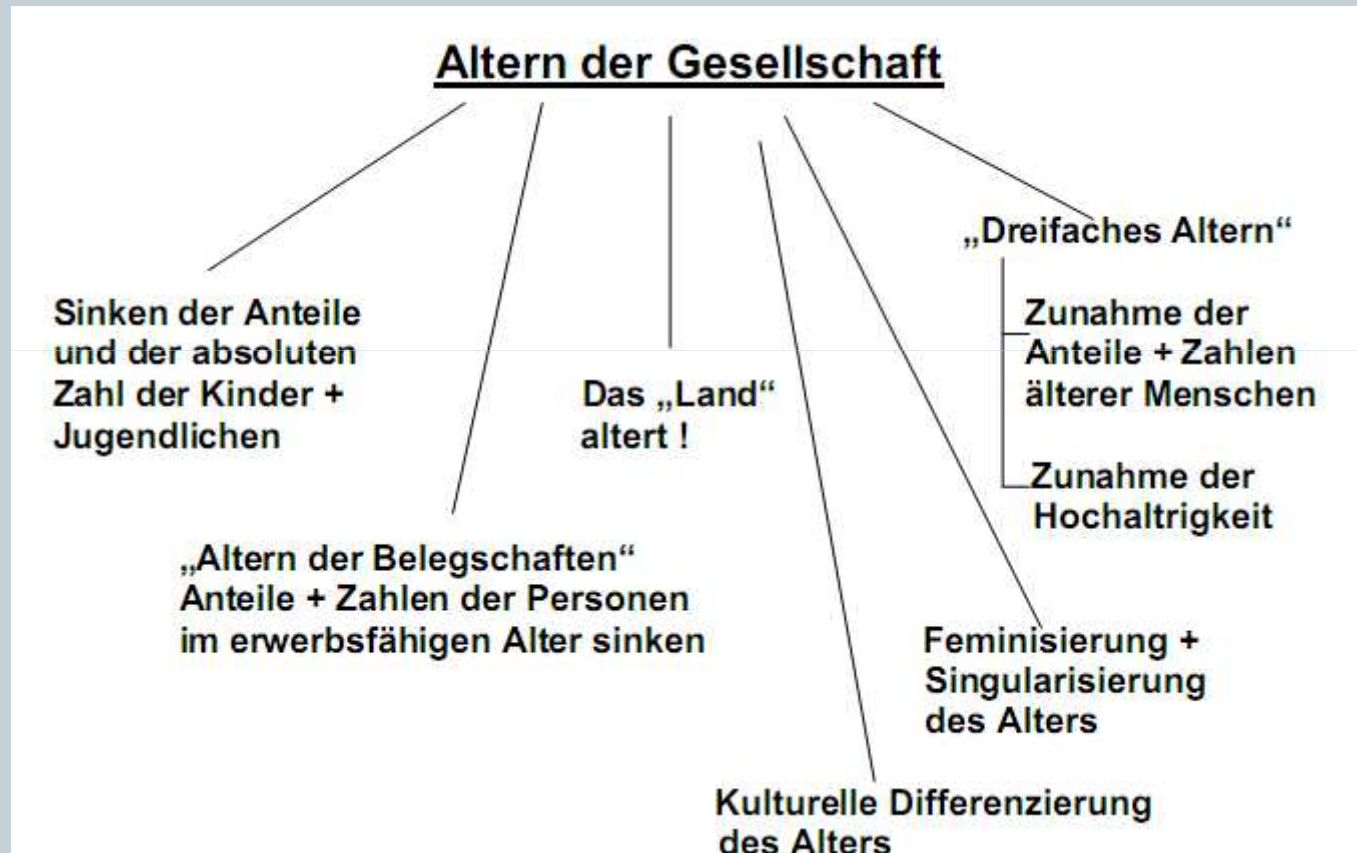 Altern der Gesellschaft
Sinken der Anteile
und der absoluten
Zahl der Kinder +
Jugendlichen
„Altern der Belegschaften“
Anteile + Zahlen der Personen
im erwerbsfähigen Alter sinken
Das „Land“
altert !
Kulturelle Differenzierung
des Alters
Feminisierung +
Singularisierung
des Alters
„Dreifaches Altern“
Zunahme der
Anteile + Zahlen
älterer Menschen
Zunahme der
Hochaltrigkeit